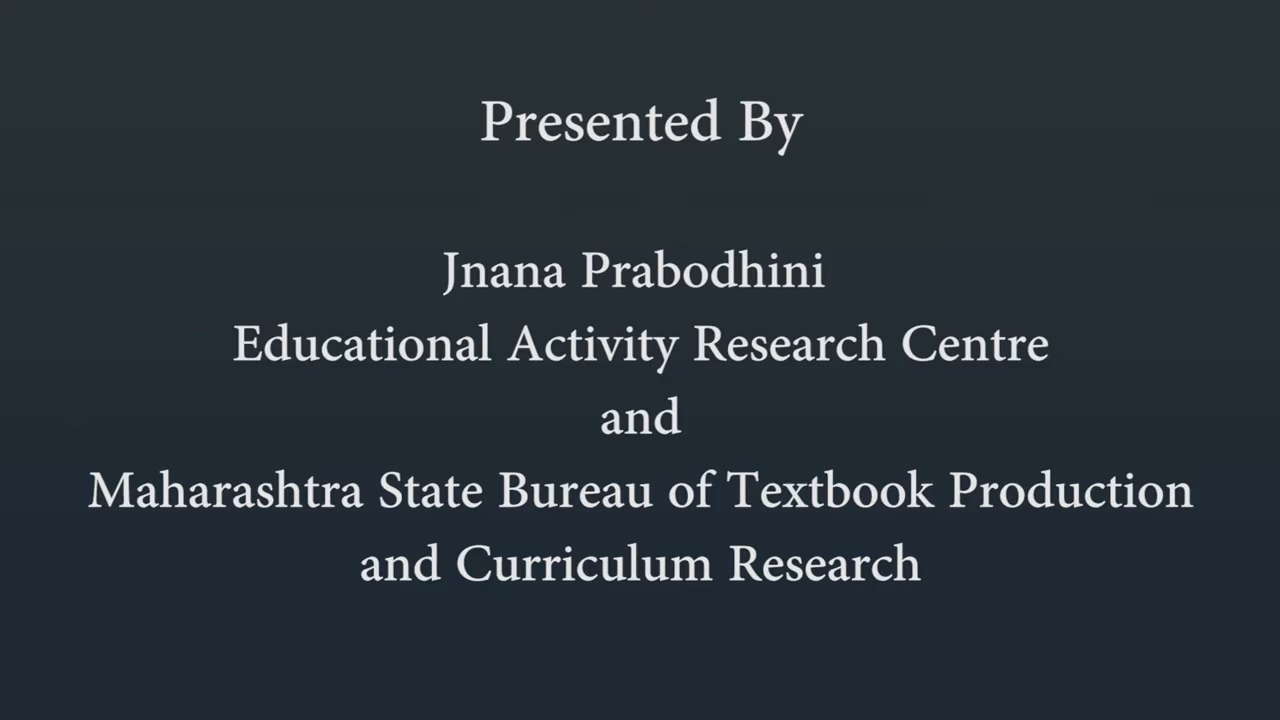 Presented By
Jnana Prabodhini
Educational Activity Research Centre
and
Maharashtra State Bureau of Textbook Production
and Curriculum Research